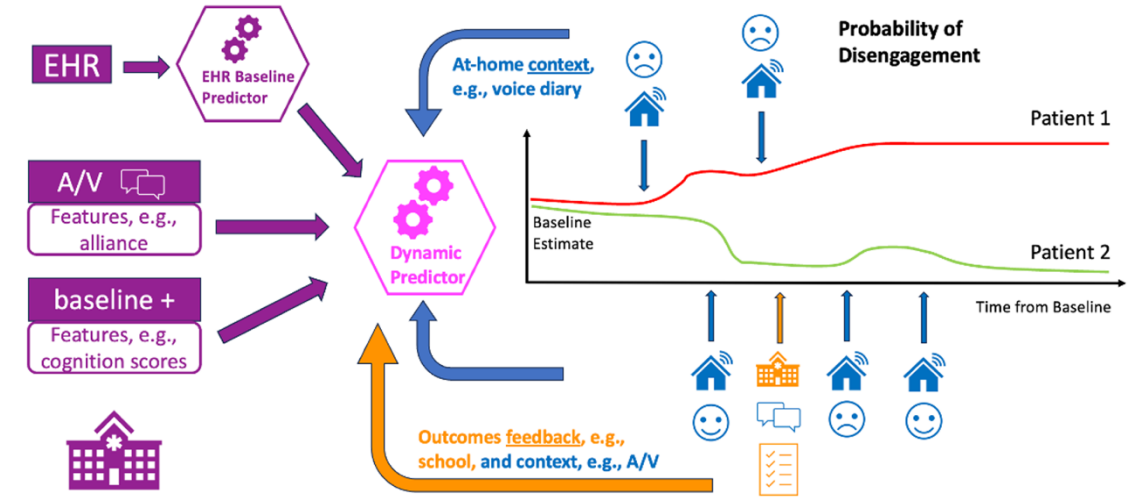 EHR
EHR Baseline
Predictor
A/V
Features, e.g.,
alliance
baseline +
Features, e.g.,
cognition scores
At-home context,
e.g., voice diary
Dynamic
Predictor
Outcomes feedback, e.g.,
school, and context, e.g., A/V
Probability of
Disengagement
Patient 1
Baseline
Estimate
Patient 2
Time from Baseline